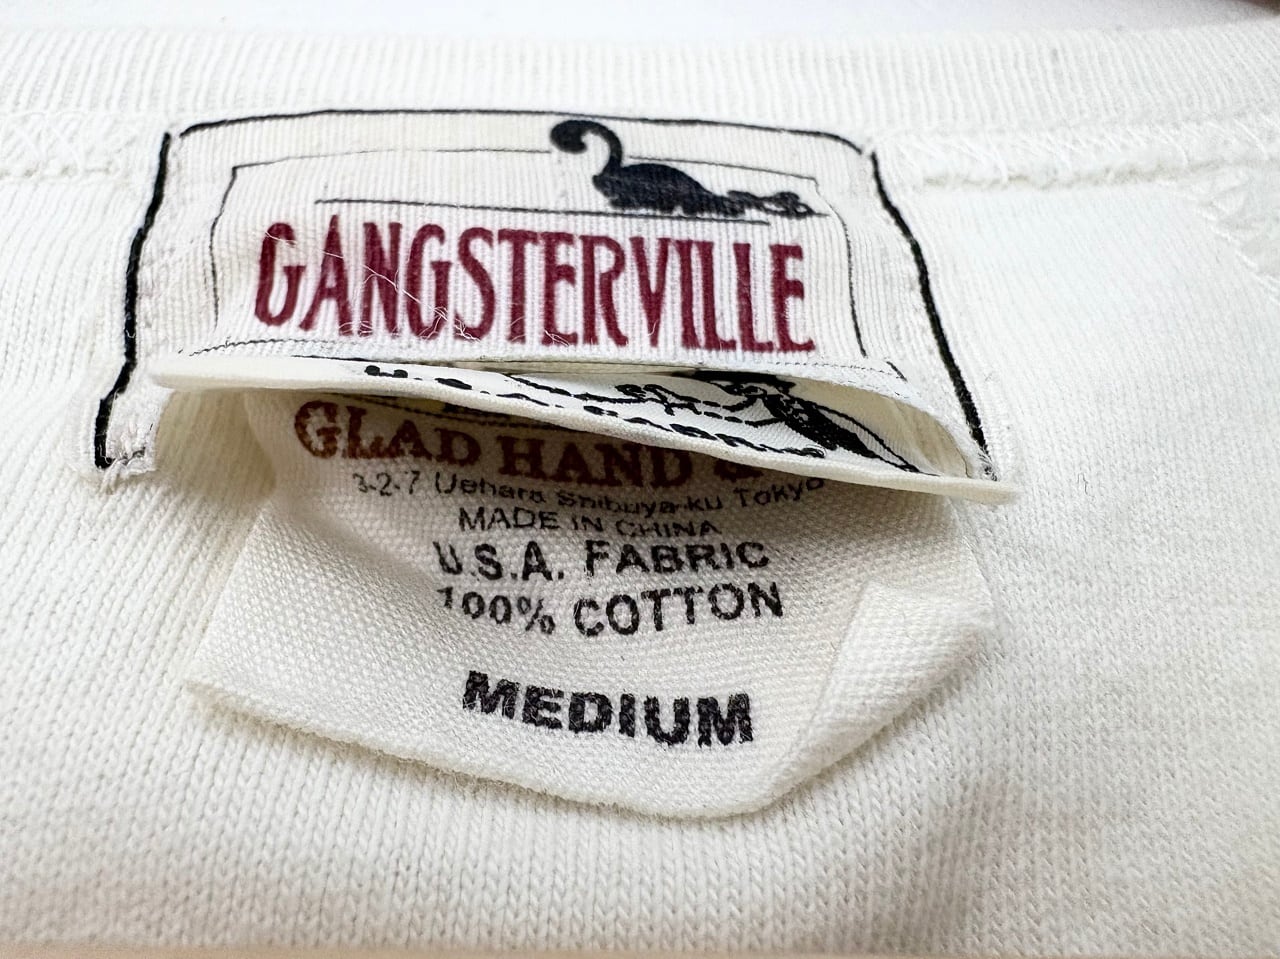 GANGSTERVILLE
GLAD HAND
3-2-7 Uehara Shibuya-ku Tokyo
MADE IN CHINA
U.S.A. FABRIC
100% COTTON
MEDIUM